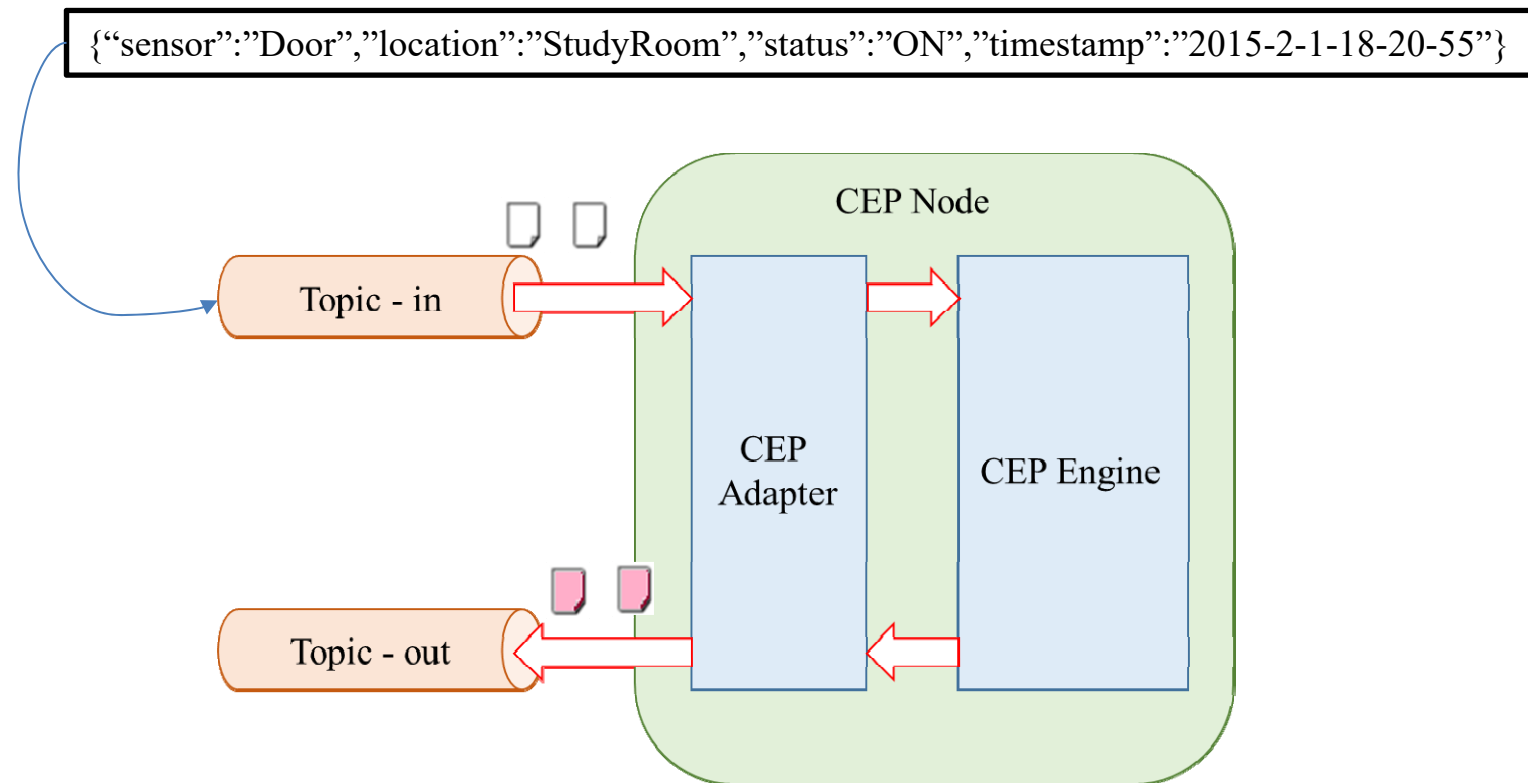 {“sensor”:”Door”,”location”:”StudyRoom”,”status”:”ON”,”timestamp”:”2015-2-1-18-20-55”}
CEP Node
Topic - in
CEP
Adapter
CEP Engine
Topic - out